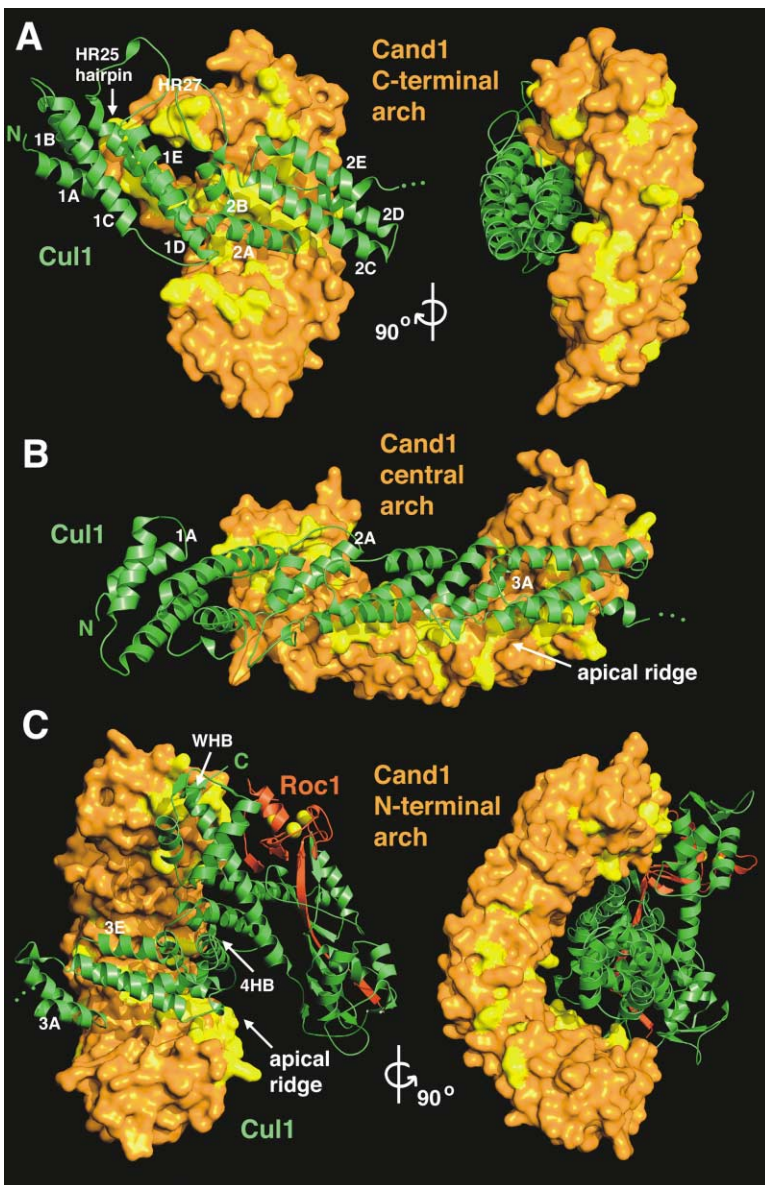 A
HR25
hairpin
HR27
Cand1
C-terminal
arch
N
1B
1E
1A
2E
1C
2B
2D
Cul1
1D
2A
2C
90°
B
Cand1
central
arch
Cul1
1A
2A
3A
N
apical ridge
C
WHB
C
Roc1
Cand1
N-terminal
arch
3E
4HB
3A
apical
ridge
90°
Cul1